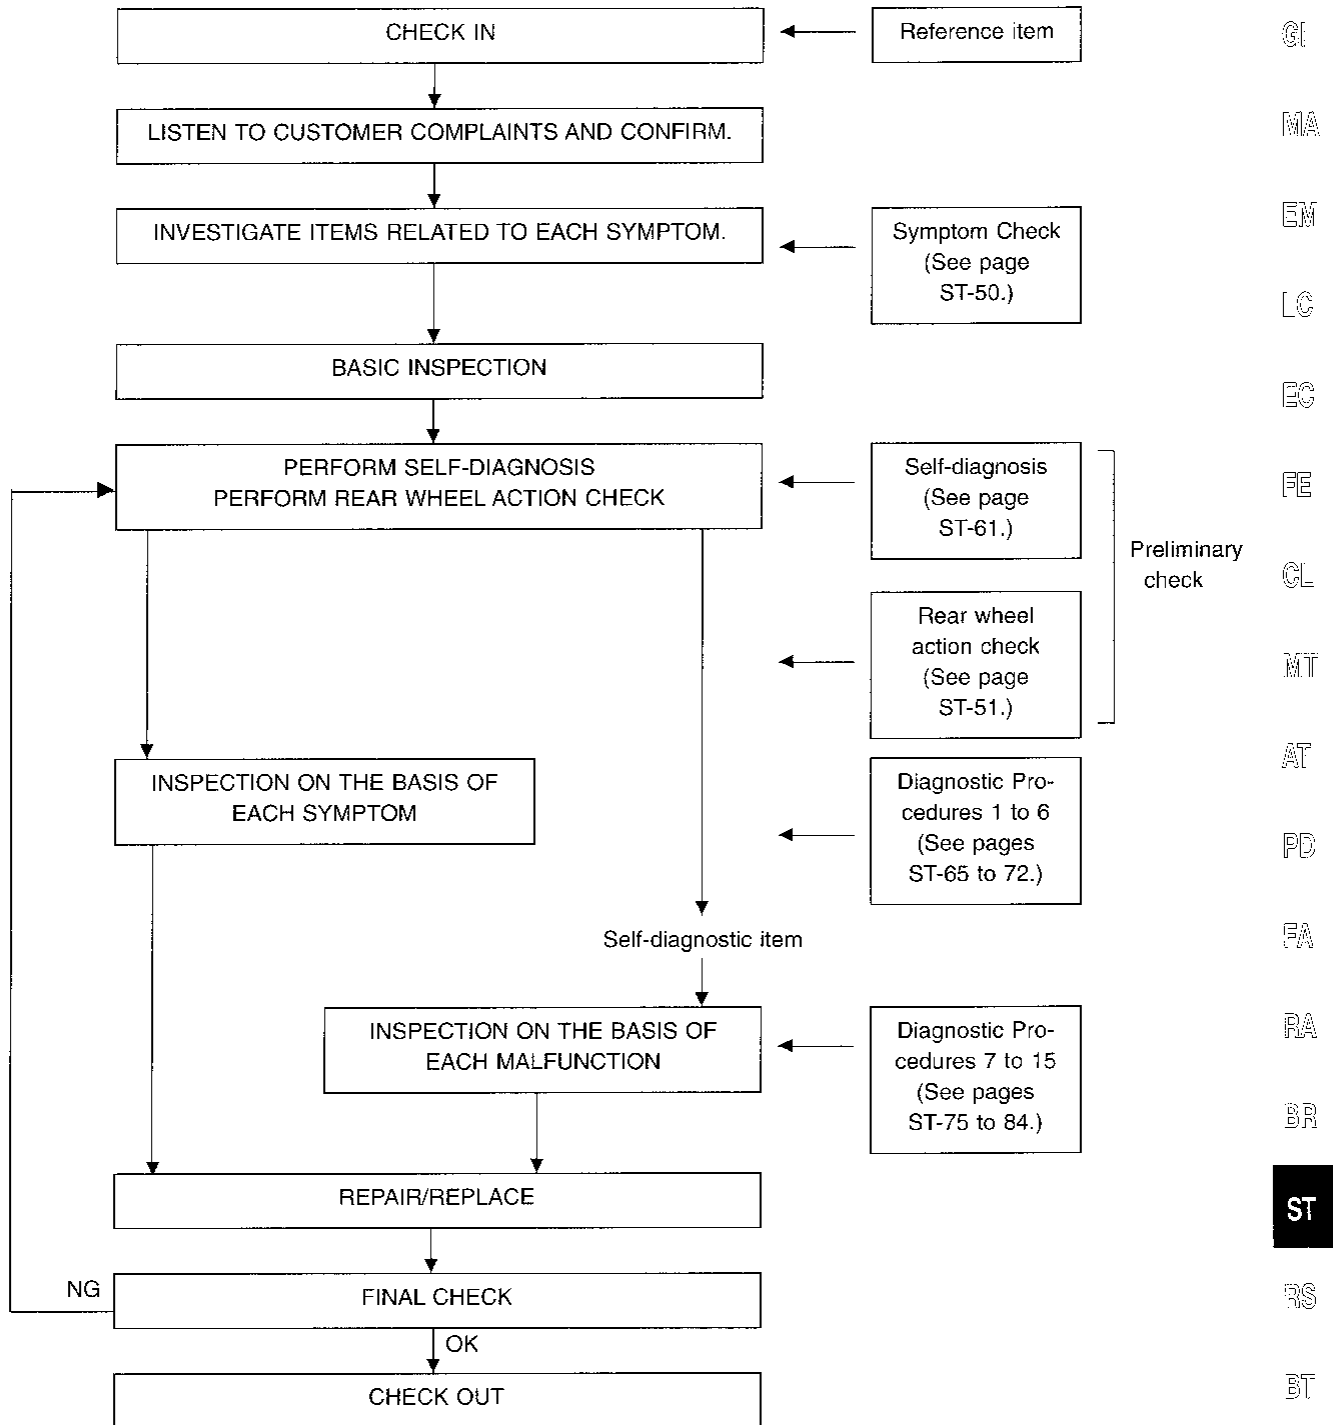 CHECK IN
Reference item
LISTEN TO CUSTOMER COMPLAINTS AND CONFIRM.
INVESTIGATE ITEMS RELATED TO EACH SYMPTOM.
Symptom Check
(See page
ST-50.)
BASIC INSPECTION
PERFORM SELF-DIAGNOSIS
PERFORM REAR WHEEL ACTION CHECK
Self-diagnosis
(See page
ST-61.)
Preliminary
check
Rear wheel
action check
(See page
ST-51.)
INSPECTION ON THE BASIS OF
EACH SYMPTOM
Diagnostic Pro-
cedures 1 to 6
(See pages
ST-65 to 72.)
Self-diagnostic item
INSPECTION ON THE BASIS OF
EACH MALFUNCTION
Diagnostic Pro-
cedures 7 to 15
(See pages
ST-75 to 84.)
REPAIR/REPLACE
NG
FINAL CHECK
OK
CHECK OUT
GI
MA
EM
LC
EC
FE
CL
MT
AT
PD
FA
RA
BR
ST
RS
BT